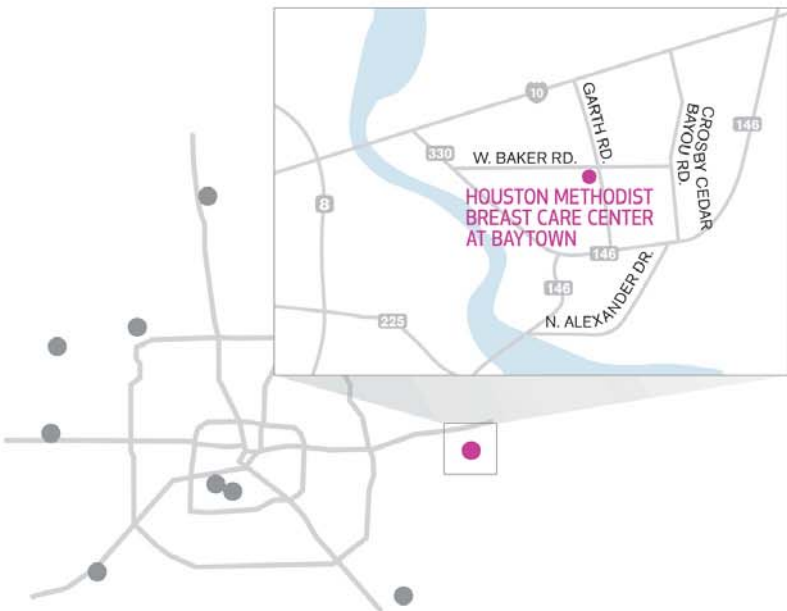 10
GARTH RD.
CROSBY CEDAR
BAYOU RD.
146
330
W. BAKER RD.
8
HOUSTON METHODIST
BREAST CARE CENTER
AT BAYTOWN
146
146
225
N. ALEXANDER DR.